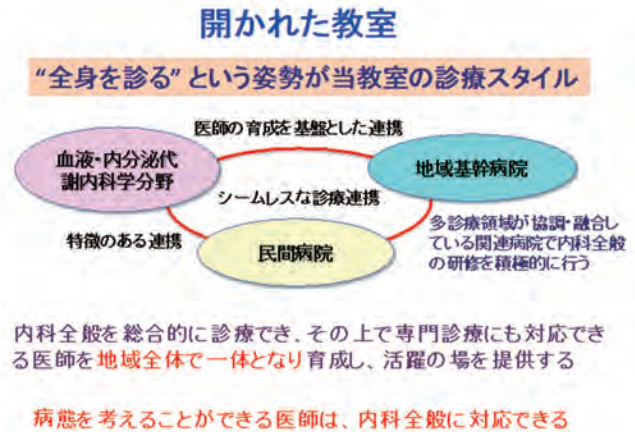 開かれた教室
“全身を診る” という姿勢が当教室の診療スタイル
医師の育成を基盤とした連携
血液・内分泌代
謝内科学分野
地域基幹病院
シームレスな診療連携
特徴のある連携
民間病院
多診療領域が協調・融合し
ている関連病院で内科全般
の研修を積極的に行う
内科全般を総合的に診療でき、その上で専門診療にも対応でき
る医師を地域全体で一体となり育成し、活躍の場を提供する
病態を考えることができる医師は、内科全般に対応できる